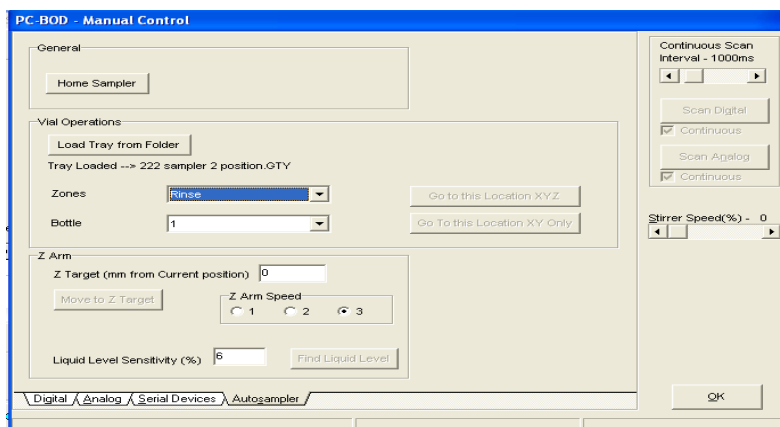 PC-BOD - Manual Control
General
Home Sampler
Vial Operations
Load Tray from Folder
Tray Loaded --> 222 sampler 2 position.GTY
Zones
Rinse
Go to this Location XYZ
Bottle
1
Go To this Location XY Only
Z Arm
Z Target (mm from Current position)
0
Move to Z Target
Z Arm Speed
1 2 3
Liquid Level Sensitivity (%)
6
Find Liquid Level
Digital Analog Serial Devices Autosampler
Continuous Scan
Interval - 1000ms
Scan Digital
Continuous
Scan Analog
Continuous
Stirrer Speed(%) - 0
OK